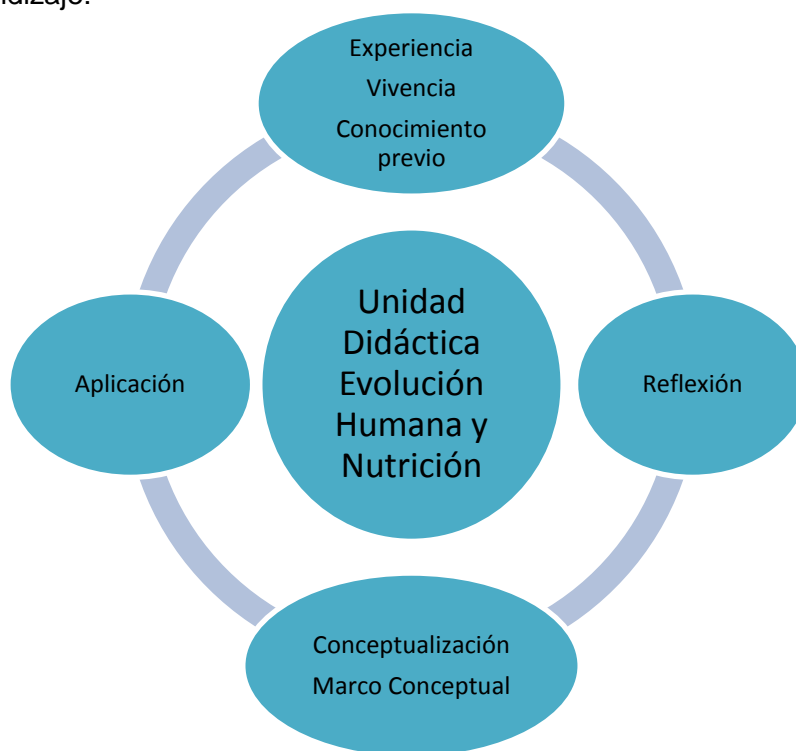 Experiencia
Vivencia
Conocimiento
previo
Unidad
Didáctica
Evolución
Humana y
Nutrición
Aplicación
Reflexión
Conceptualización
Marco Conceptual